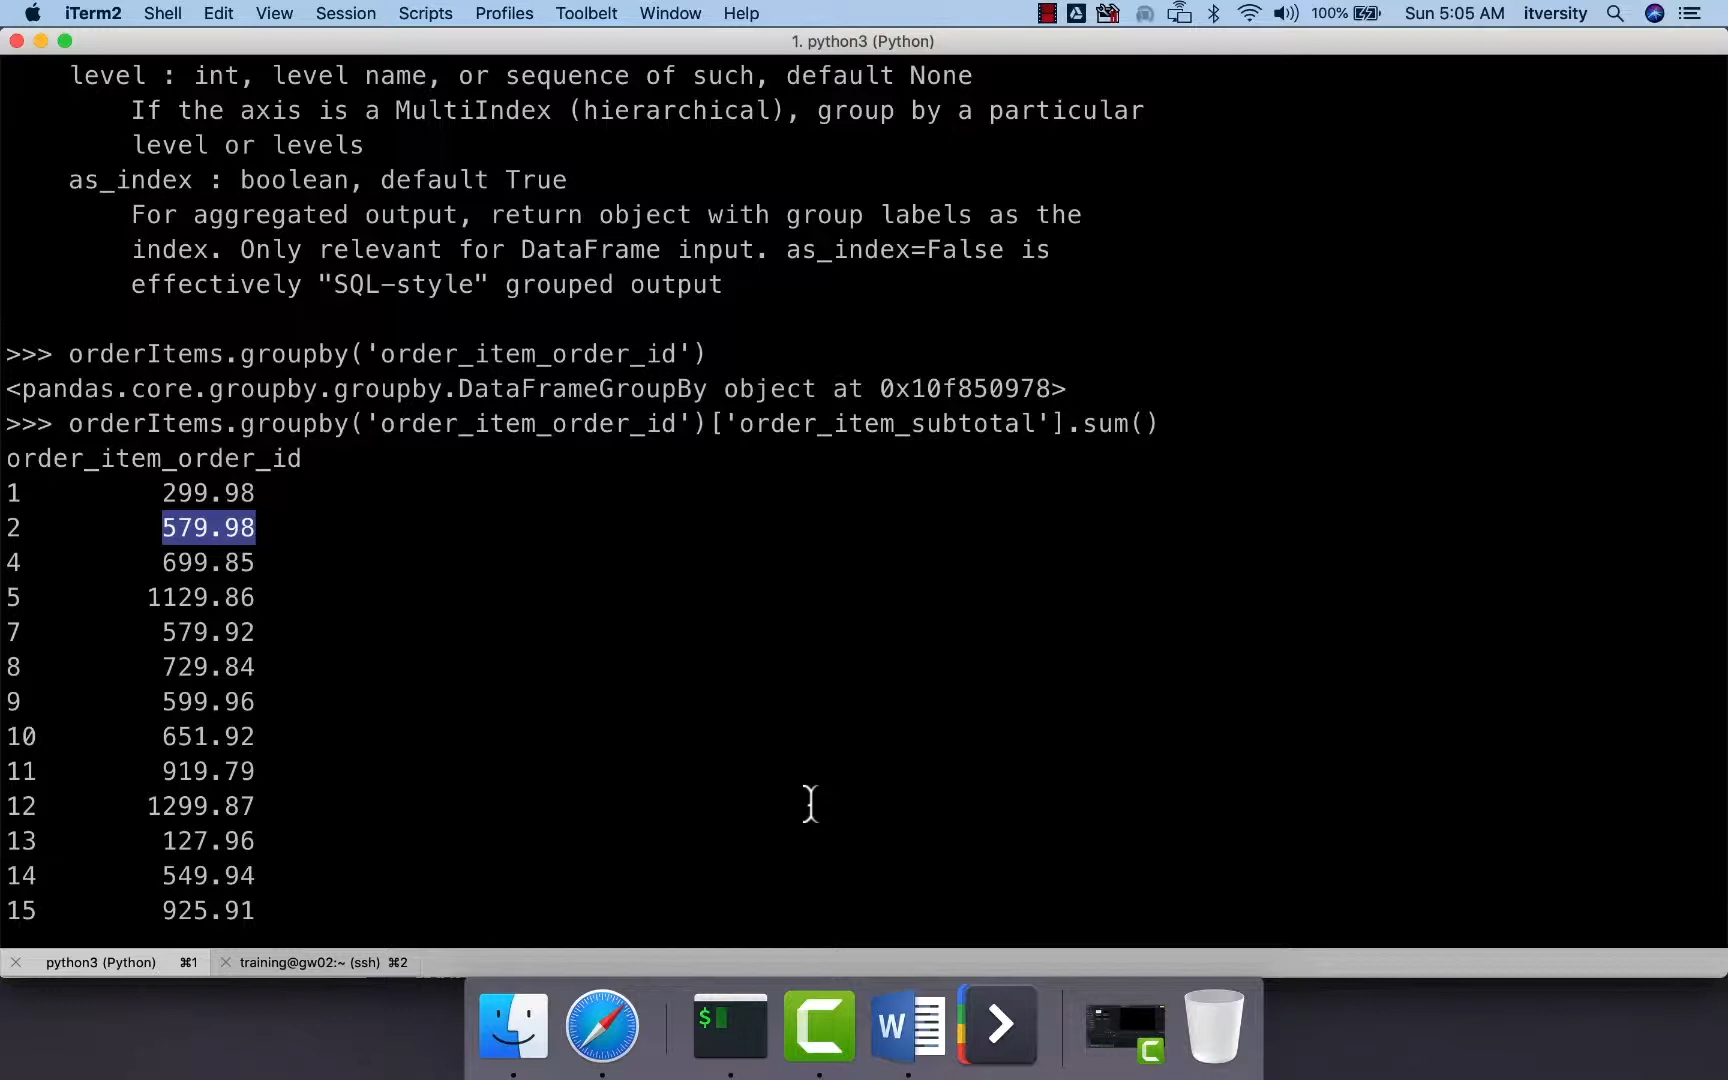 iTerm2 Shell Edit View Session Scripts Profiles Toolbelt Window Help 100% Sun 5:05 AM itversity
1. python3 (Python)
level : int, level name, or sequence of such, default None
If the axis is a MultiIndex (hierarchical), group by a particular
level or levels
as_index : boolean, default True
For aggregated output, return object with group labels as the
index. Only relevant for DataFrame input. as_index=False is
effectively "SQL-style" grouped output
>>> orderItems.groupby('order_item_order_id')
<pandas.core.groupby.groupby.DataFrameGroupBy object at 0x10f850978>
>>> orderItems.groupby('order_item_order_id')['order_item_subtotal'].sum()
order_item_order_id
1 299.98
2 579.98
4 699.85
5 1129.86
7 579.92
8 729.84
9 599.96
10 651.92
11 919.79
12 1299.87
13 127.96
14 549.94
15 925.91
python3 (Python) ⌘1 training@gw02:~ (ssh) ⌘2
$
W